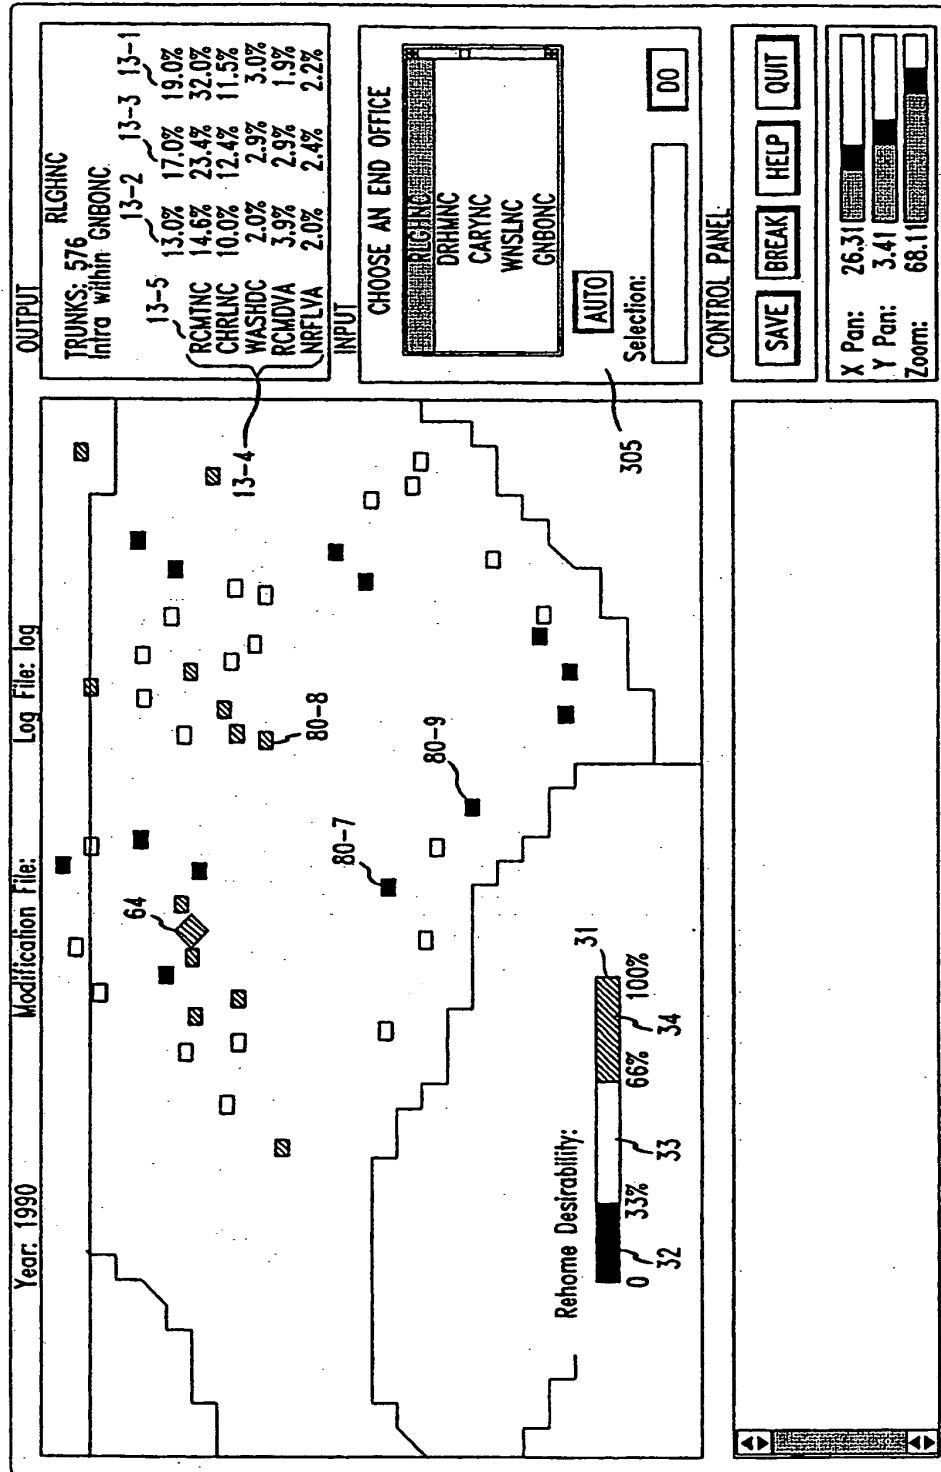 Year: 1990 Modification File: Log File: log
64
80-7
80-8
80-9
13-4
305
Rehome Desirability:
0 33% 66% 100%
32 33 34 31
OUTPUT
RLGHNC
TRUNKS: 576
Intra within GNBONC
13-5 13-2 13-3 13-1
RCMTNC 13.0% 17.0% 19.0%
CHRLNC 14.6% 23.4% 32.0%
WASHDC 10.0% 12.4% 11.5%
RCMDVA 2.0% 2.9% 3.0%
NRFLVA 3.9% 2.9% 1.9%
2.0% 2.4% 2.2%
INPUT
CHOOSE AN END OFFICE
RLGHNC
DRHMNC
CARYNC
WNSLNC
GNBONC
AUTO
Selection:
DO
CONTROL PANEL
SAVE BREAK HELP QUIT
X Pan: 26.31
Y Pan: 3.41
Zoom: 68.11